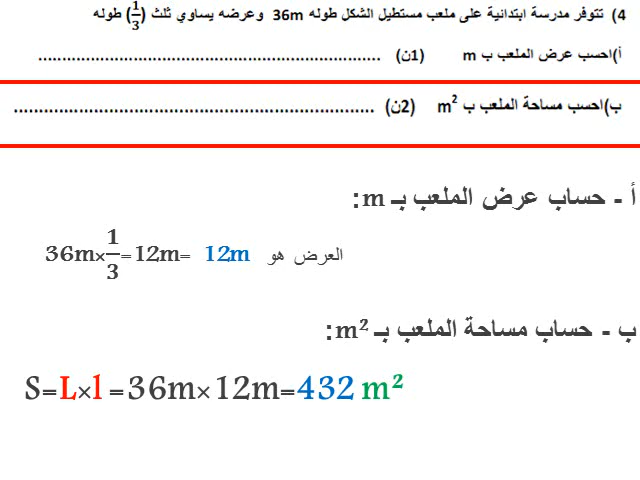 4) تتوفر مدرسة ابتدائية على ملعب مستطيل الشكل طوله 36m وعرضه يساوي ثلث (1/3) طوله
أ)احسب عرض الملعب ب m (1ن) ......................................................................
ب)احسب مساحة الملعب ب m² (2ن) ......................................................................
أ - حساب عرض الملعب بـ m:
36m×1/3=12m= 12m العرض هو
ب - حساب مساحة الملعب بـ m²:
S=L×l=36m×12m=432 m²